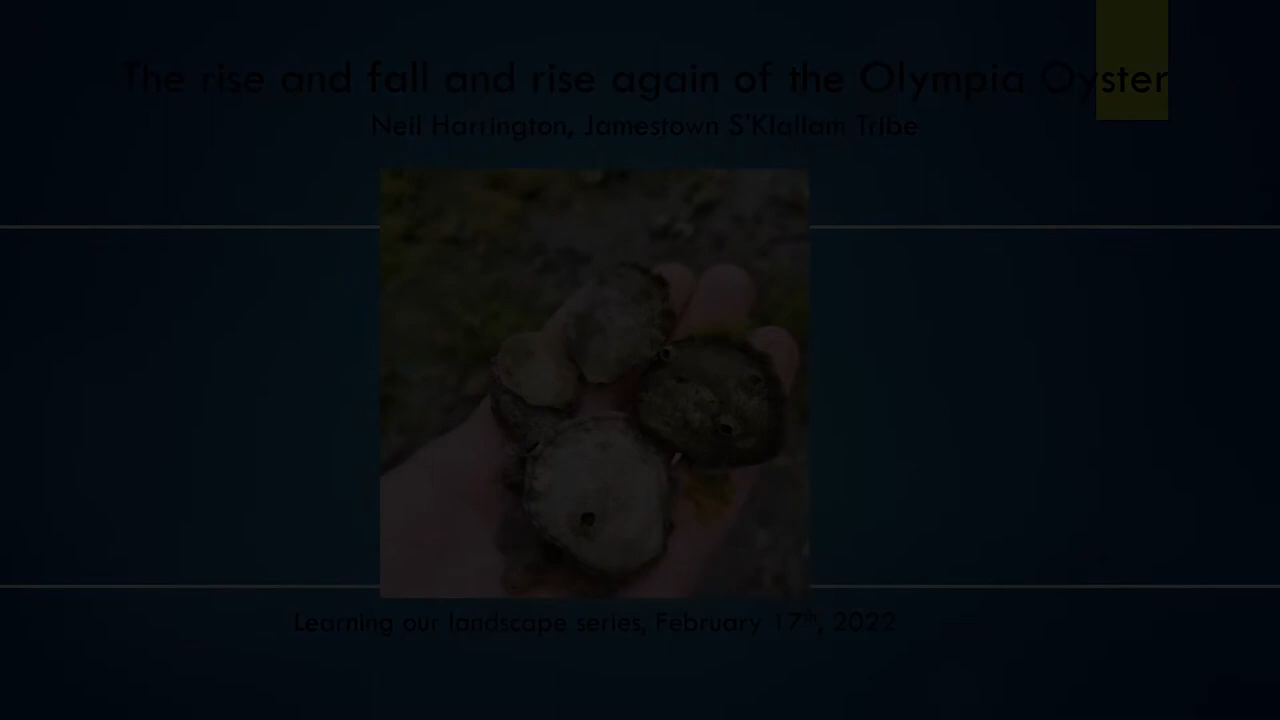 The rise and fall and rise again of the Olympia Oyster
Neil Harrington, Jamestown S'Klallam Tribe
Learning our landscape series, February 17th, 2022